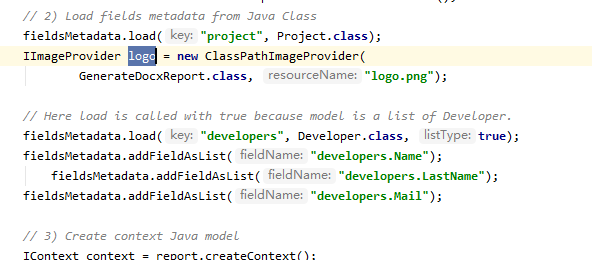 // 2) Load fields metadata from Java Class
fieldsMetadata.load( key: "project", Project.class);
IImageProvider logo = new ClassPathImageProvider(
GenerateDocxReport.class, resourceName: "logo.png");
// Here load is called with true because model is a list of Developer.
fieldsMetadata.load( key: "developers", Developer.class, listType: true);
fieldsMetadata.addFieldAsList( fieldName: "developers.Name");
fieldsMetadata.addFieldAsList( fieldName: "developers.LastName");
fieldsMetadata.addFieldAsList( fieldName: "developers.Mail");
// 3) Create context Java model
IContext context = report.createContext();